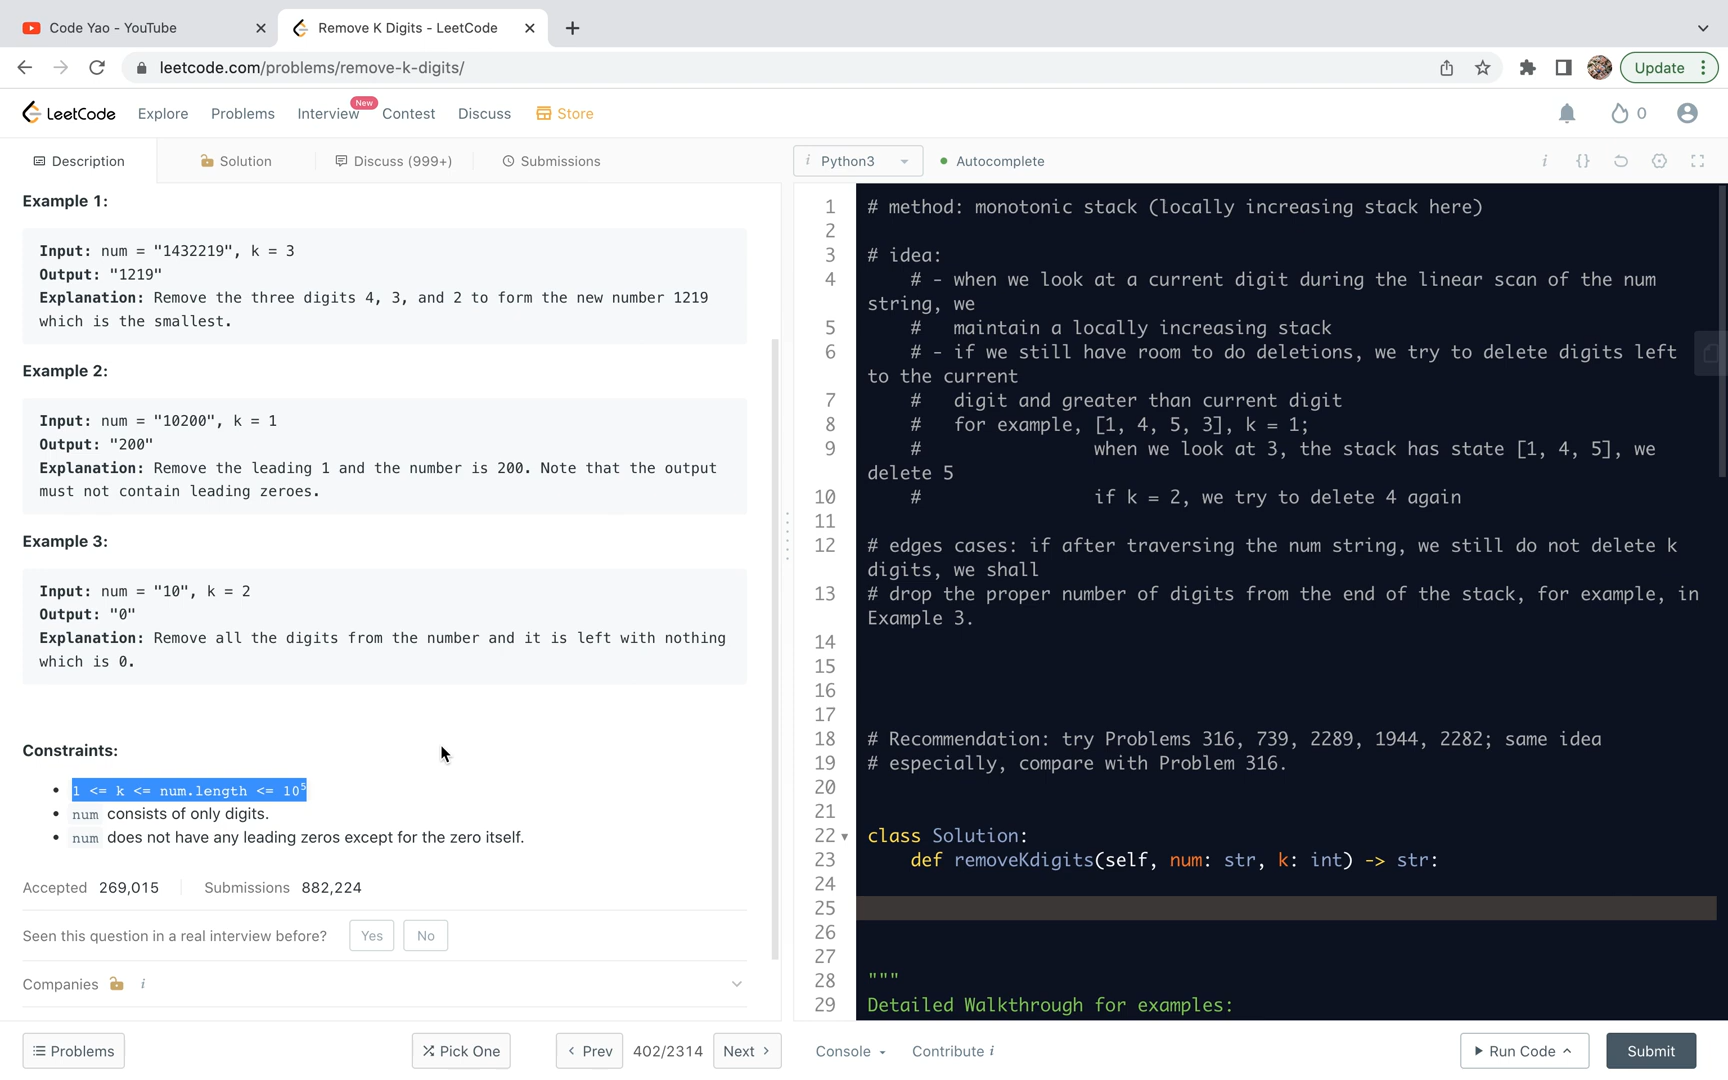 Code Yao - YouTube
Remove K Digits - LeetCode
leetcode.com/problems/remove-k-digits/
Update
LeetCode
Explore
Problems
Interview
New
Contest
Discuss
Store
0
Description
Solution
Discuss (999+)
Submissions
i Python3
Autocomplete
i
{}
Example 1:
Input: num = "1432219", k = 3
Output: "1219"
Explanation: Remove the three digits 4, 3, and 2 to form the new number 1219
which is the smallest.
Example 2:
Input: num = "10200", k = 1
Output: "200"
Explanation: Remove the leading 1 and the number is 200. Note that the output
must not contain leading zeroes.
Example 3:
Input: num = "10", k = 2
Output: "0"
Explanation: Remove all the digits from the number and it is left with nothing
which is 0.
Constraints:
• 1 <= k <= num.length <= 10⁵
• num consists of only digits.
• num does not have any leading zeros except for the zero itself.
Accepted 269,015
Submissions 882,224
Seen this question in a real interview before?
Yes
No
Companies i
1 # method: monotonic stack (locally increasing stack here)
2
3 # idea:
4 # - when we look at a current digit during the linear scan of the num
string, we
5 # maintain a locally increasing stack
6 # - if we still have room to do deletions, we try to delete digits left
to the current
7 # digit and greater than current digit
8 # for example, [1, 4, 5, 3], k = 1;
9 # when we look at 3, the stack has state [1, 4, 5], we
delete 5
10 # if k = 2, we try to delete 4 again
11
12 # edges cases: if after traversing the num string, we still do not delete k
digits, we shall
13 # drop the proper number of digits from the end of the stack, for example, in
Example 3.
14
15
16
17
18 # Recommendation: try Problems 316, 739, 2289, 1944, 2282; same idea
19 # especially, compare with Problem 316.
20
21
22 class Solution:
23 def removeKdigits(self, num: str, k: int) -> str:
24
25
26
27
28 """
29 Detailed Walkthrough for examples:
Problems
Pick One
< Prev
402/2314
Next >
Console
Contribute i
Run Code
Submit